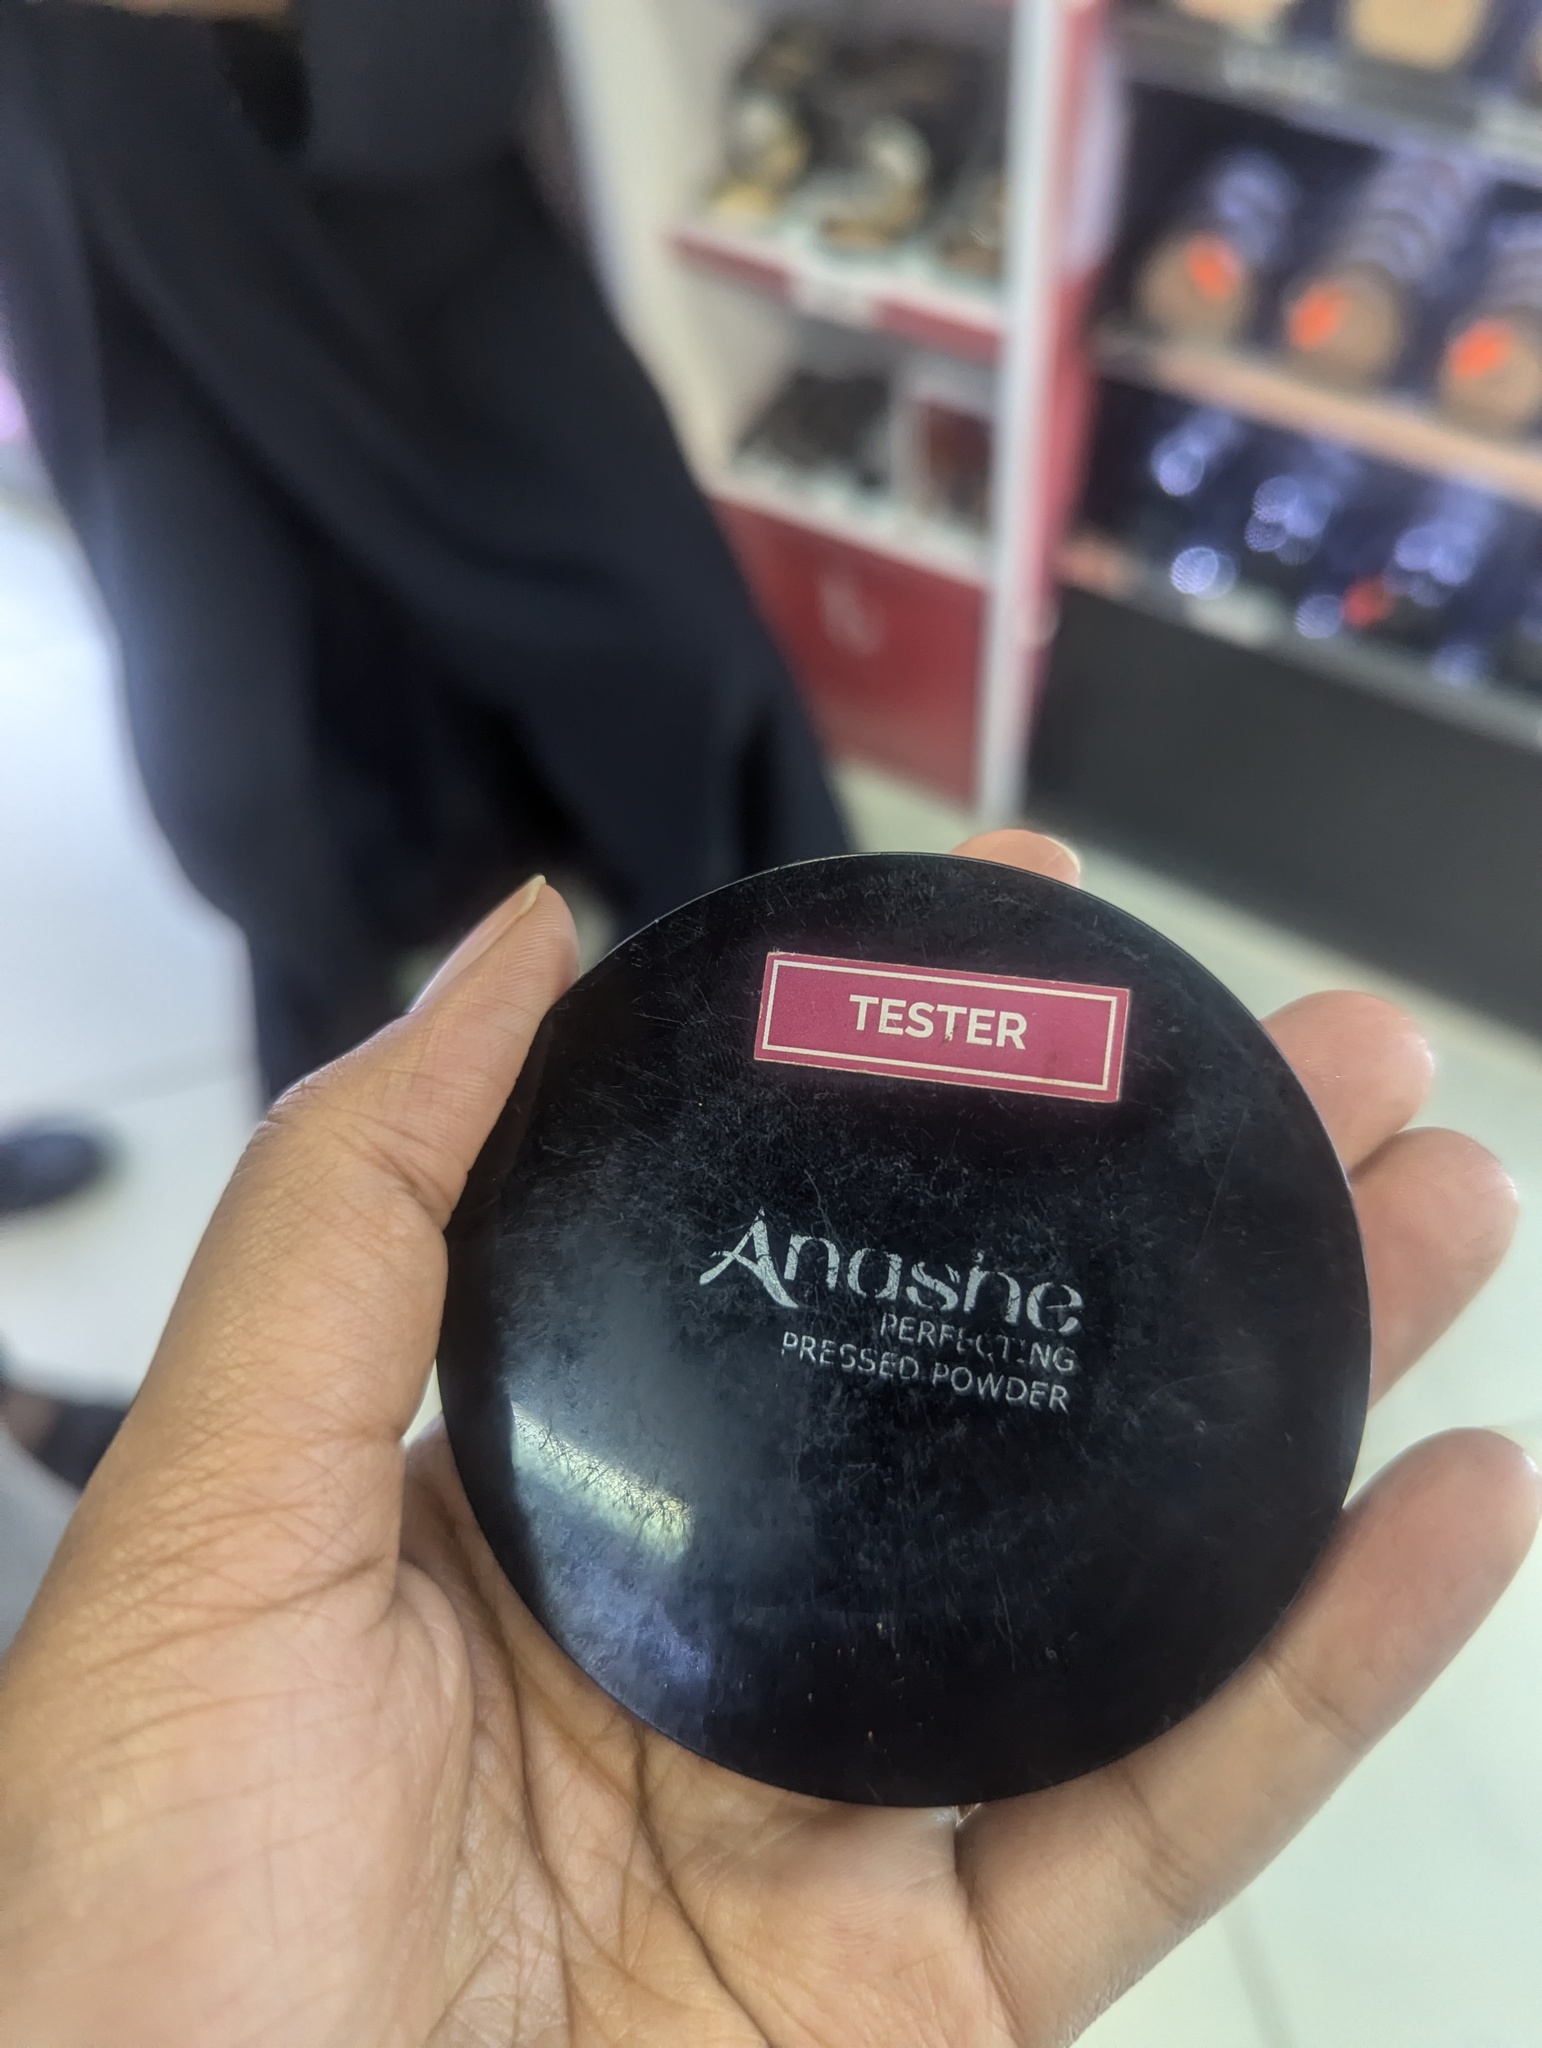 TESTER
Anashe
PERFECTING
PRESSED POWDER